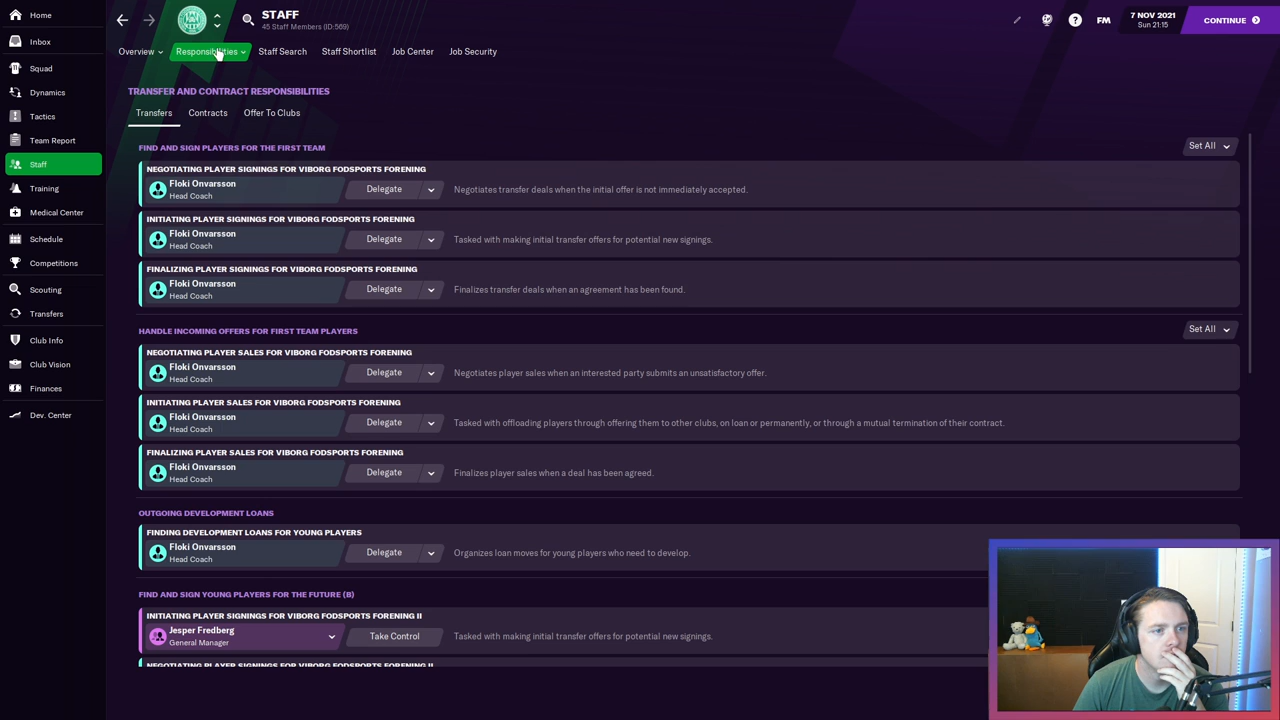 STAFF
45 Staff Members (ID:569)
FM
7 NOV 2021
Sun 21:15
CONTINUE
Home
Inbox
Squad
Dynamics
Tactics
Team Report
Staff
Training
Medical Center
Schedule
Competitions
Scouting
Transfers
Club Info
Club Vision
Finances
Dev. Center
Overview
Responsibilities
Staff Search
Staff Shortlist
Job Center
Job Security
TRANSFER AND CONTRACT RESPONSIBILITIES
Transfers
Contracts
Offer To Clubs
FIND AND SIGN PLAYERS FOR THE FIRST TEAM
Set All
NEGOTIATING PLAYER SIGNINGS FOR VIBORG FODSPORTS FORENING
Floki Onvarsson
Head Coach
Delegate
Negotiates transfer deals when the initial offer is not immediately accepted.
INITIATING PLAYER SIGNINGS FOR VIBORG FODSPORTS FORENING
Floki Onvarsson
Head Coach
Delegate
Tasked with making initial transfer offers for potential new signings.
FINALIZING PLAYER SIGNINGS FOR VIBORG FODSPORTS FORENING
Floki Onvarsson
Head Coach
Delegate
Finalizes transfer deals when an agreement has been found.
HANDLE INCOMING OFFERS FOR FIRST TEAM PLAYERS
Set All
NEGOTIATING PLAYER SALES FOR VIBORG FODSPORTS FORENING
Floki Onvarsson
Head Coach
Delegate
Negotiates player sales when an interested party submits an unsatisfactory offer.
INITIATING PLAYER SALES FOR VIBORG FODSPORTS FORENING
Floki Onvarsson
Head Coach
Delegate
Tasked with offloading players through offering them to other clubs, on loan or permanently, or through a mutual termination of their contract.
FINALIZING PLAYER SALES FOR VIBORG FODSPORTS FORENING
Floki Onvarsson
Head Coach
Delegate
Finalizes player sales when a deal has been agreed.
OUTGOING DEVELOPMENT LOANS
FINDING DEVELOPMENT LOANS FOR YOUNG PLAYERS
Floki Onvarsson
Head Coach
Delegate
Organizes loan moves for young players who need to develop.
FIND AND SIGN YOUNG PLAYERS FOR THE FUTURE (B)
INITIATING PLAYER SIGNINGS FOR VIBORG FODSPORTS FORENING II
Jesper Fredberg
General Manager
Take Control
Tasked with making initial transfer offers for potential new signings.
NEGOTIATING PLAYER SIGNINGS FOR VIBORG FODSPORTS FORENING II